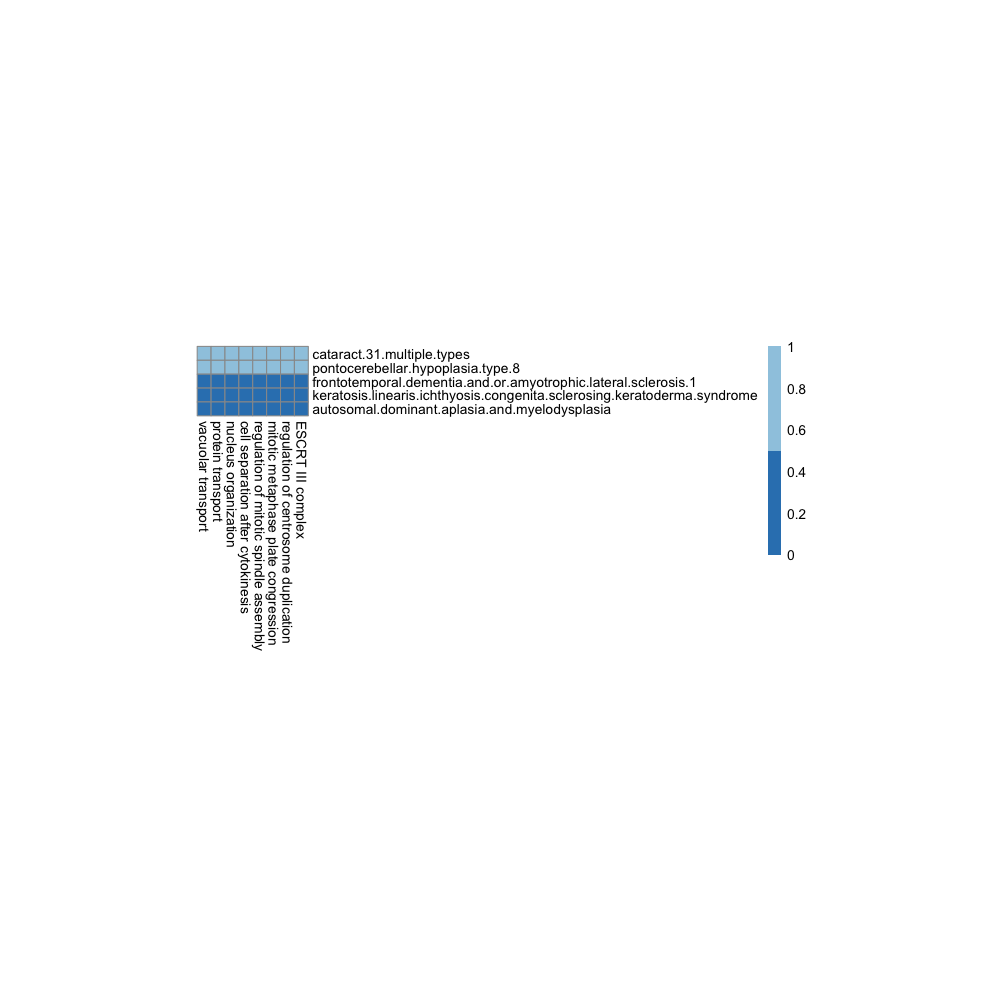 cataract.31.multiple.types
pontocerebellar.hypoplasia.type.8
frontotemporal.dementia.and.or.amyotrophic.lateral.sclerosis.1
keratosis.linearis.ichthyosis.congenita.sclerosing.keratoderma.syndrome
autosomal.dominant.aplasia.and.myelodysplasia
vacuolar transport
protein transport
nucleus organization
cell separation after cytokinesis
regulation of mitotic spindle assembly
mitotic metaphase plate congression
regulation of centrosome duplication
ESCRT III complex
1
0.8
0.6
0.4
0.2
0